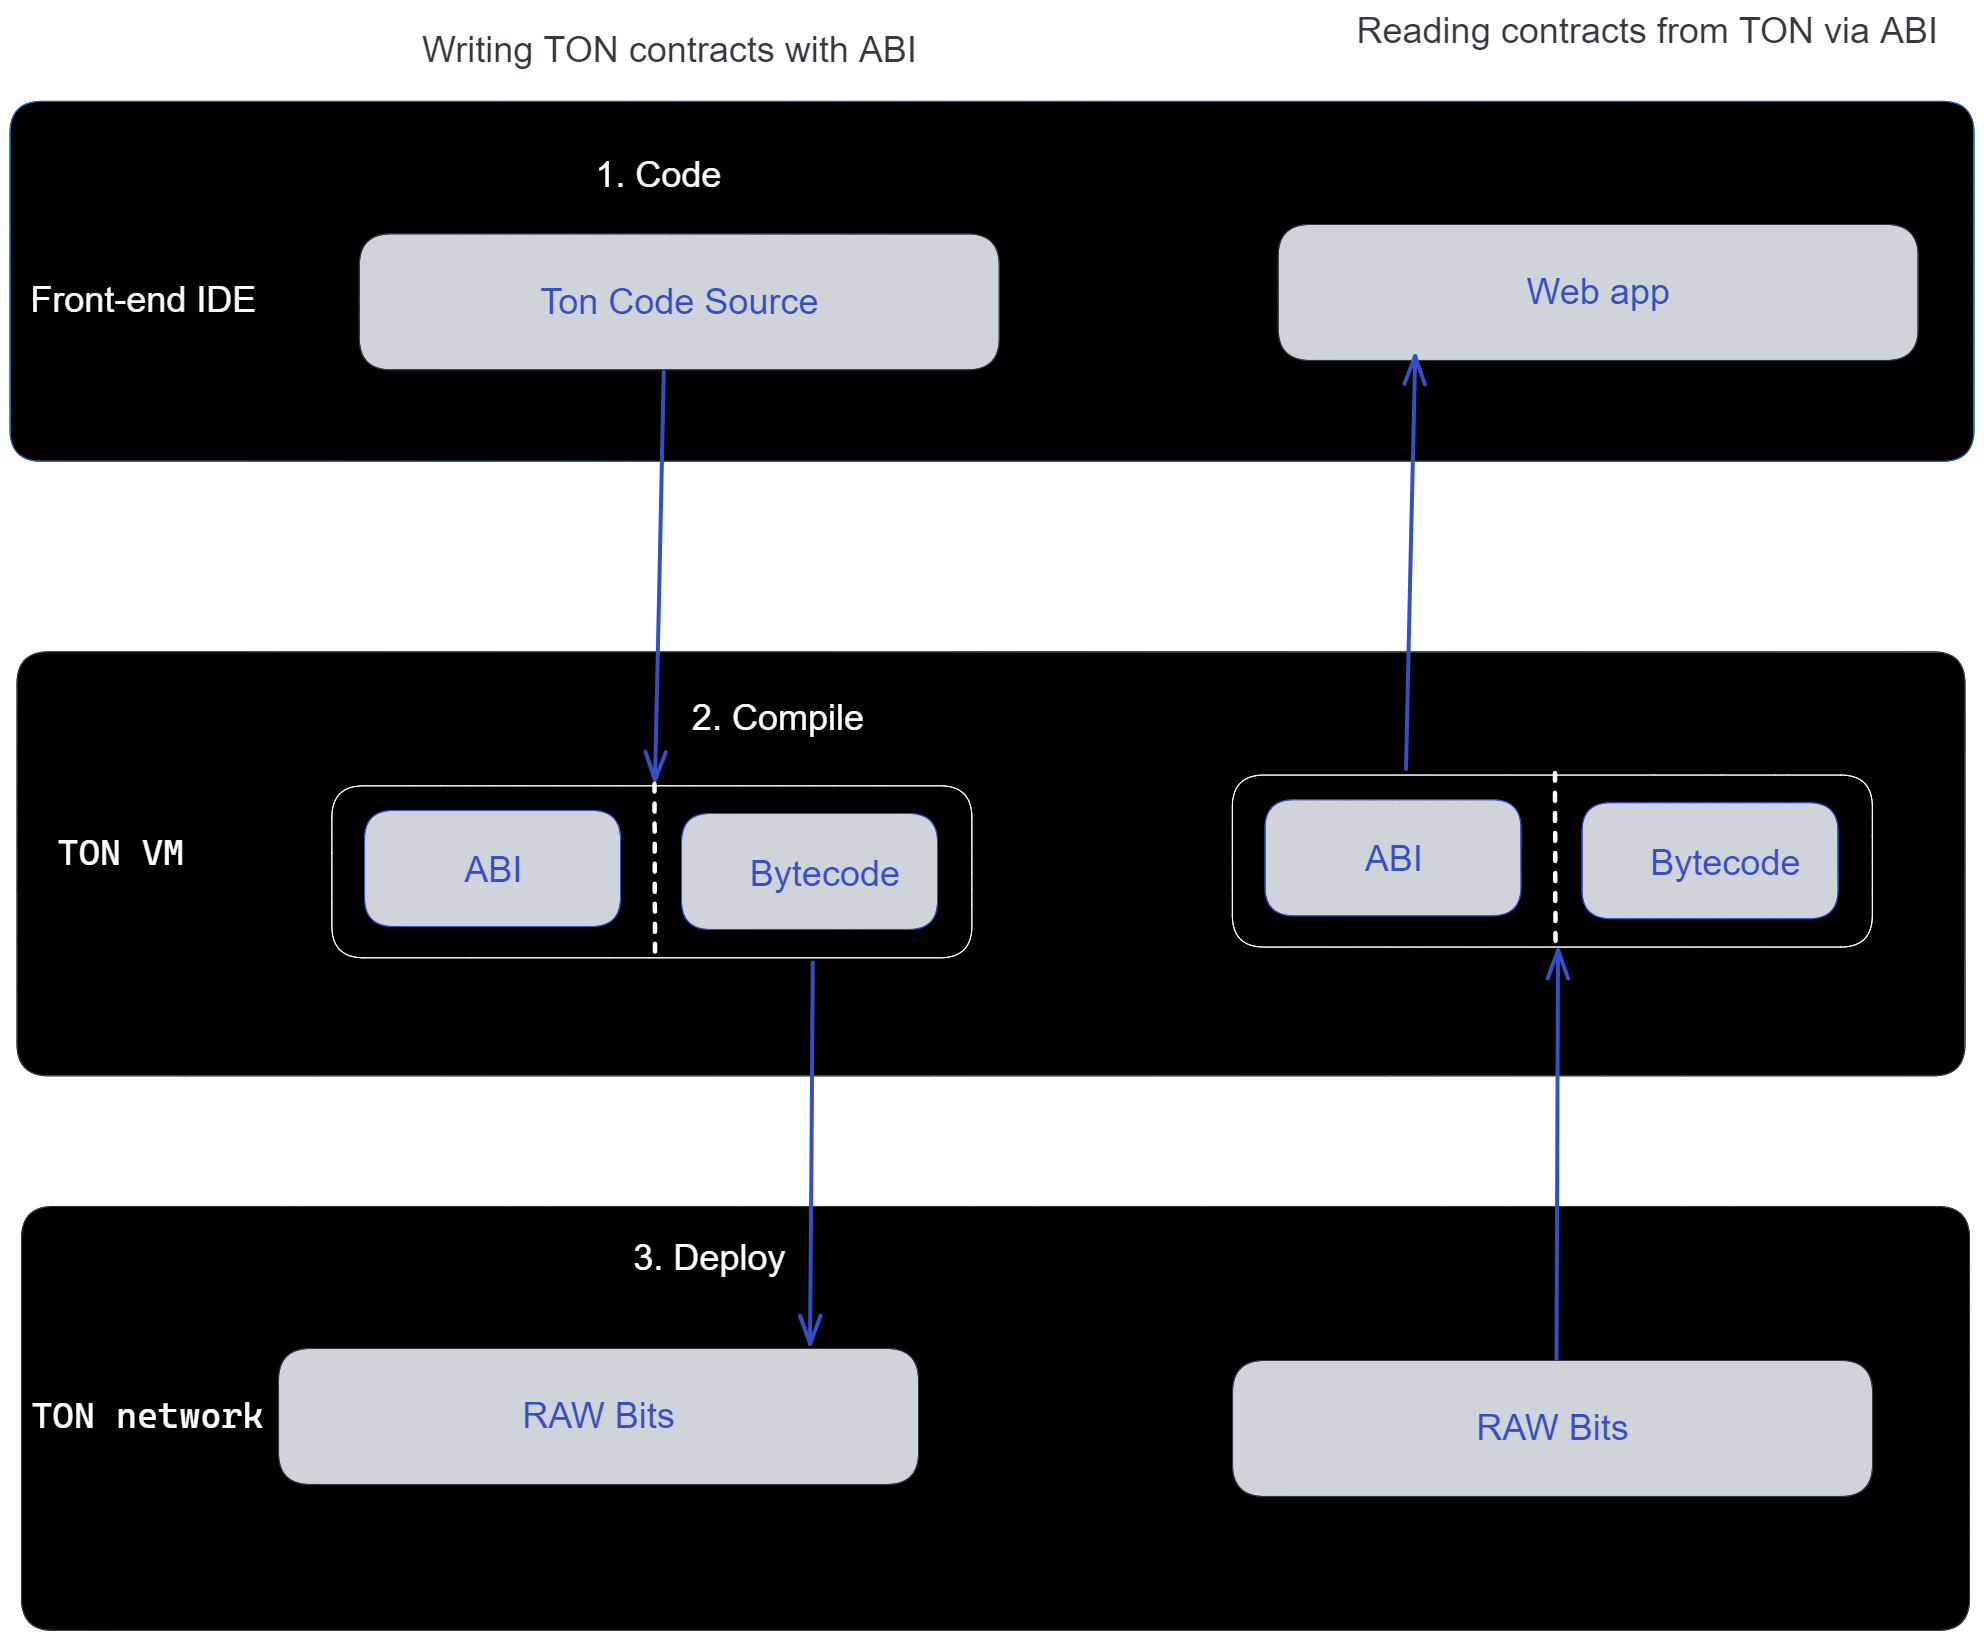 Writing TON contracts with ABI
Reading contracts from TON via ABI
1. Code
Front-end IDE
Ton Code Source
Web app
2. Compile
TON VM
ABI
Bytecode
ABI
Bytecode
3. Deploy
TON network
RAW Bits
RAW Bits